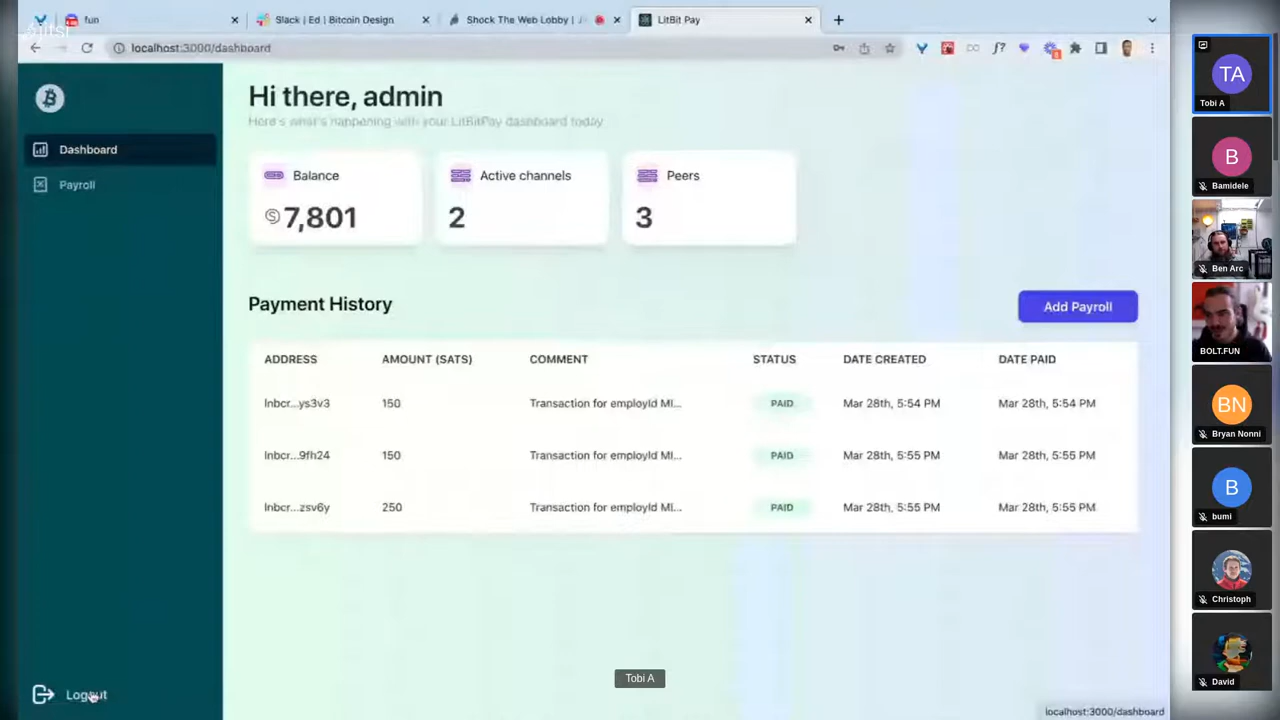 fun
Slack | Ed | Bitcoin Design
Shock The Web Lobby | J
LitBit Pay
Jitsi
localhost:3000/dashboard
f?
Hi there, admin
Here's what's happening with your LitBitPay dashboard today
Dashboard
Payroll
Balance
7,801
Active channels
2
Peers
3
Payment History
Add Payroll
ADDRESS AMOUNT (SATS) COMMENT STATUS DATE CREATED DATE PAID
lnbcr...ys3v3 150 Transaction for employId MI... PAID Mar 28th, 5:54 PM Mar 28th, 5:54 PM
lnbcr...9fh24 150 Transaction for employId MI... PAID Mar 28th, 5:55 PM Mar 28th, 5:55 PM
lnbcr...zsv6y 250 Transaction for employId MI... PAID Mar 28th, 5:55 PM Mar 28th, 5:55 PM
Logout
Tobi A
localhost:3000/dashboard
TA
Tobi A
B
Bamidele
Ben Arc
BOLT.FUN
BN
Bryan Nonni
B
bumi
Christoph
David